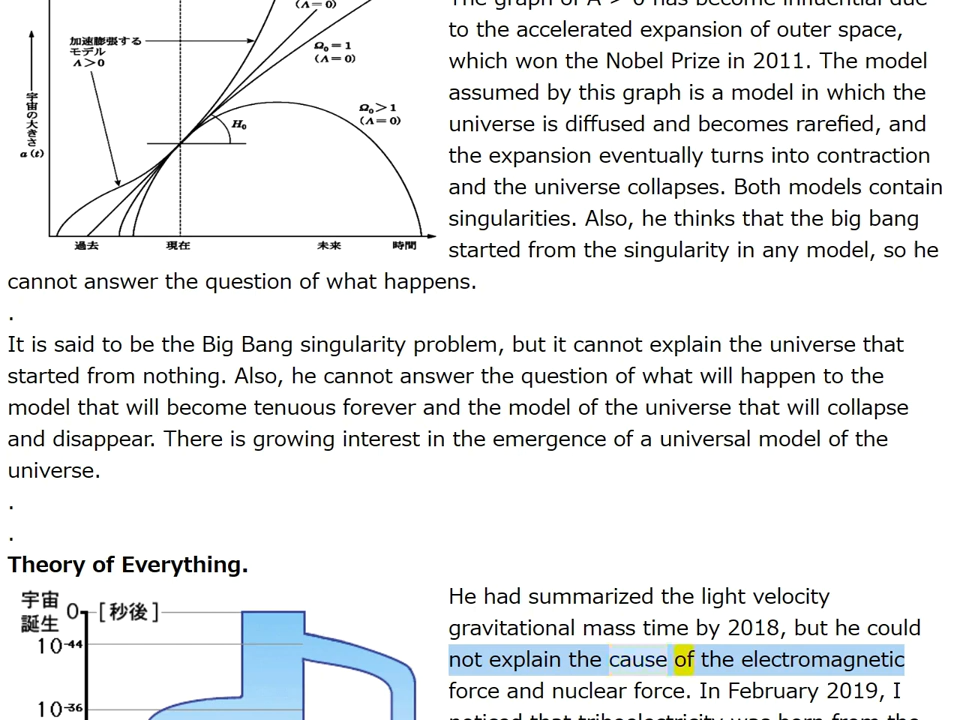 (Λ=0)
加速膨張する
モデル
Λ>0
Ω₀=1
(Λ=0)
Ω₀>1
(Λ=0)
H₀
宇宙の大きさ
a(t)
過去
現在
未来
時間
to the accelerated expansion of outer space,
which won the Nobel Prize in 2011. The model
assumed by this graph is a model in which the
universe is diffused and becomes rarefied, and
the expansion eventually turns into contraction
and the universe collapses. Both models contain
singularities. Also, he thinks that the big bang
started from the singularity in any model, so he
cannot answer the question of what happens.
.
It is said to be the Big Bang singularity problem, but it cannot explain the universe that
started from nothing. Also, he cannot answer the question of what will happen to the
model that will become tenuous forever and the model of the universe that will collapse
and disappear. There is growing interest in the emergence of a universal model of the
universe.
.
.
Theory of Everything.
宇宙
誕生
0
[秒後]
10⁻⁴⁴
10⁻³⁶
He had summarized the light velocity
gravitational mass time by 2018, but he could
not explain the cause of the electromagnetic
force and nuclear force. In February 2019, I
noticed that triboelectricity was born from the